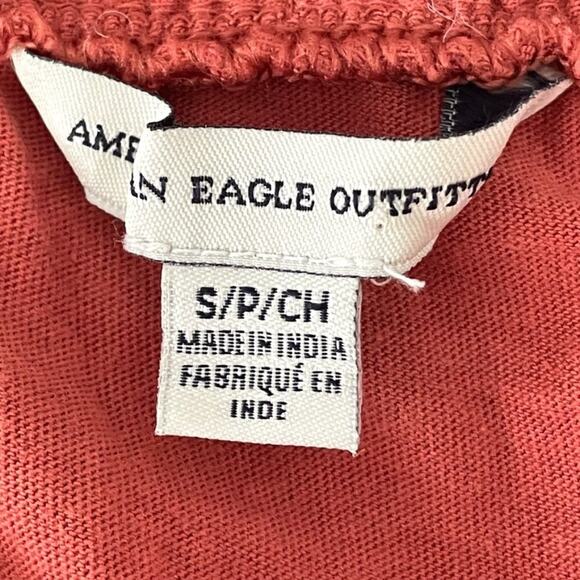 AME
N EAGLE OUTFITT
S/P/CH
MADE IN INDIA
FABRIQUÉ EN
INDE